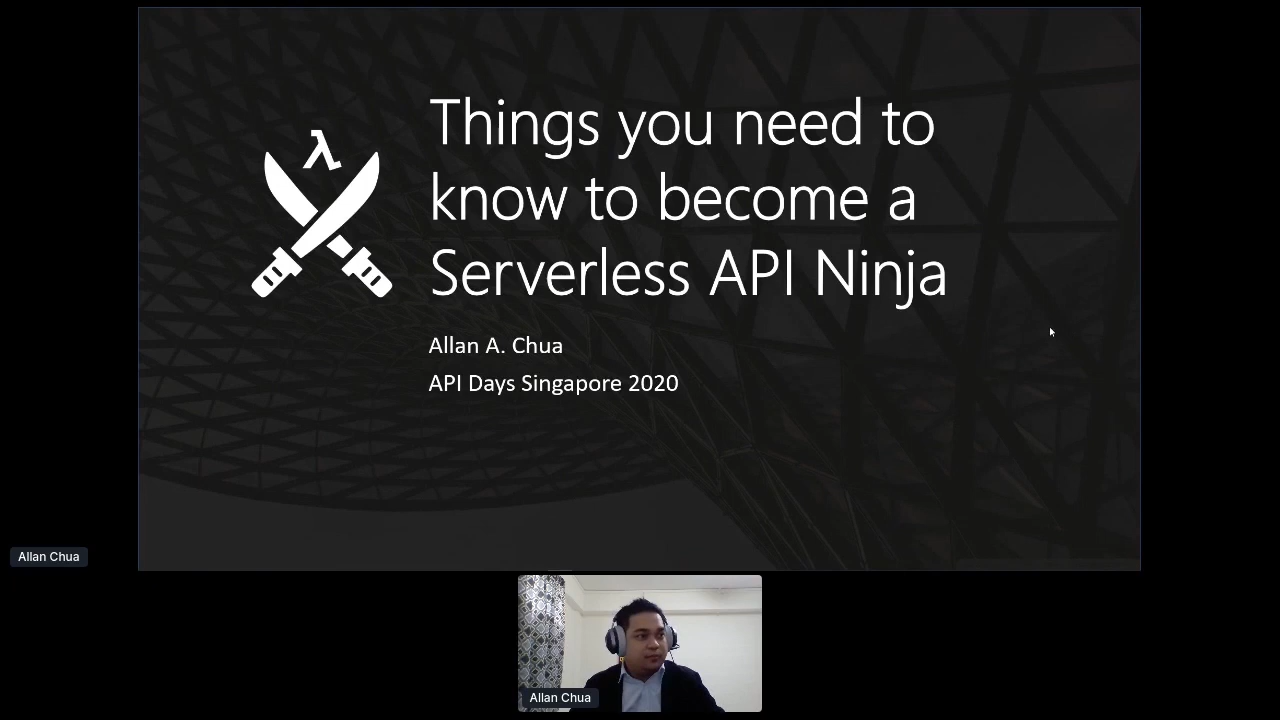 Things you need to
know to become a
Serverless API Ninja
Allan A. Chua
API Days Singapore 2020
Allan Chua
Allan Chua